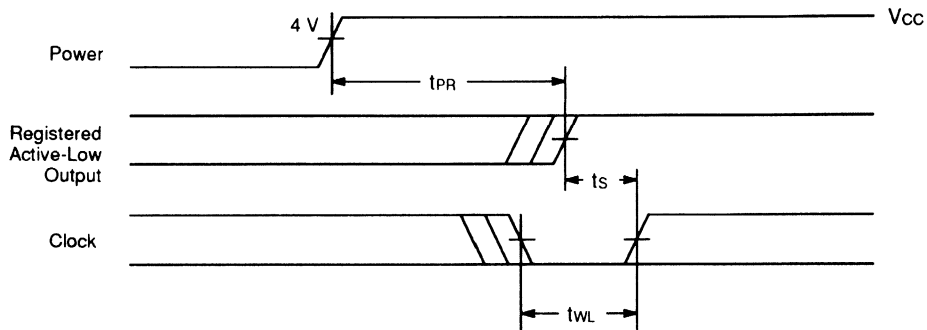 4 V
VCC
Power
tPR
Registered
Active-Low
Output
tS
Clock
tWL